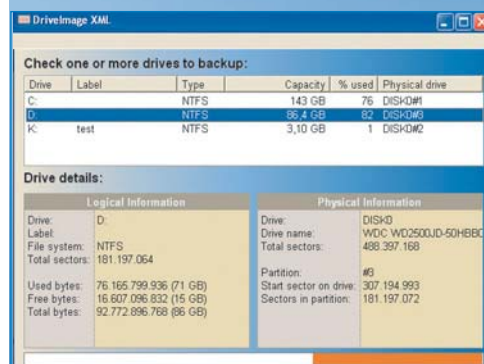 DriveImage XML
Check one or more drives to backup:
Drive Label Type Capacity % used Physical drive
C: NTFS 143 GB 76 DISK0#1
D: NTFS 86,4 GB 82 DISK0#3
K: test NTFS 3,10 GB 1 DISK0#2
Drive details:
Logical Information Physical Information
Drive: D: Drive: DISK0
Label: Drive name: WDC WD2500JD-50HBBC
File system: NTFS Total sectors: 488.397.168
Total sectors: 181.197.064
Partition: #3
Used bytes: 76.165.799.936 (71 GB) Start sector on drive: 307.194.993
Free bytes: 16.607.096.832 (15 GB) Sectors in partition: 181.197.072
Total bytes: 92.772.896.768 (86 GB)